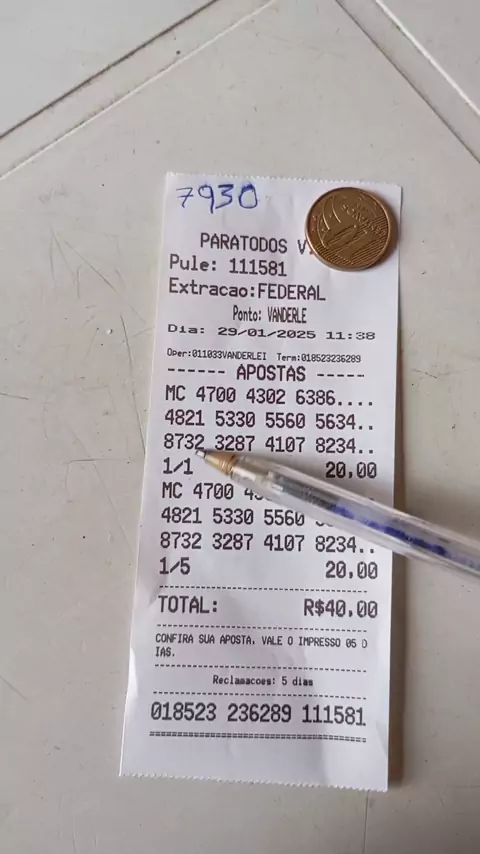 7930
PARATODOS
Pule: 111581
Extracao:FEDERAL
Ponto: VANDERLE
Dia: 29/01/2025 11:38
Oper:011033VANDERLEI Term:018523236289
------ APOSTAS -----
MC 4700 4302 6386....
4821 5330 5560 5634..
8732 3287 4107 8234..
1/1 20,00
MC 4700
4821 5330 5560
8732 3287 4107 8234..
1/5 20,00
TOTAL: R$40,00
CONFIRA SUA APOSTA, VALE O IMPRESSO 05 D
IAS.
Reclamacoes: 5 dias
018523 236289 111581